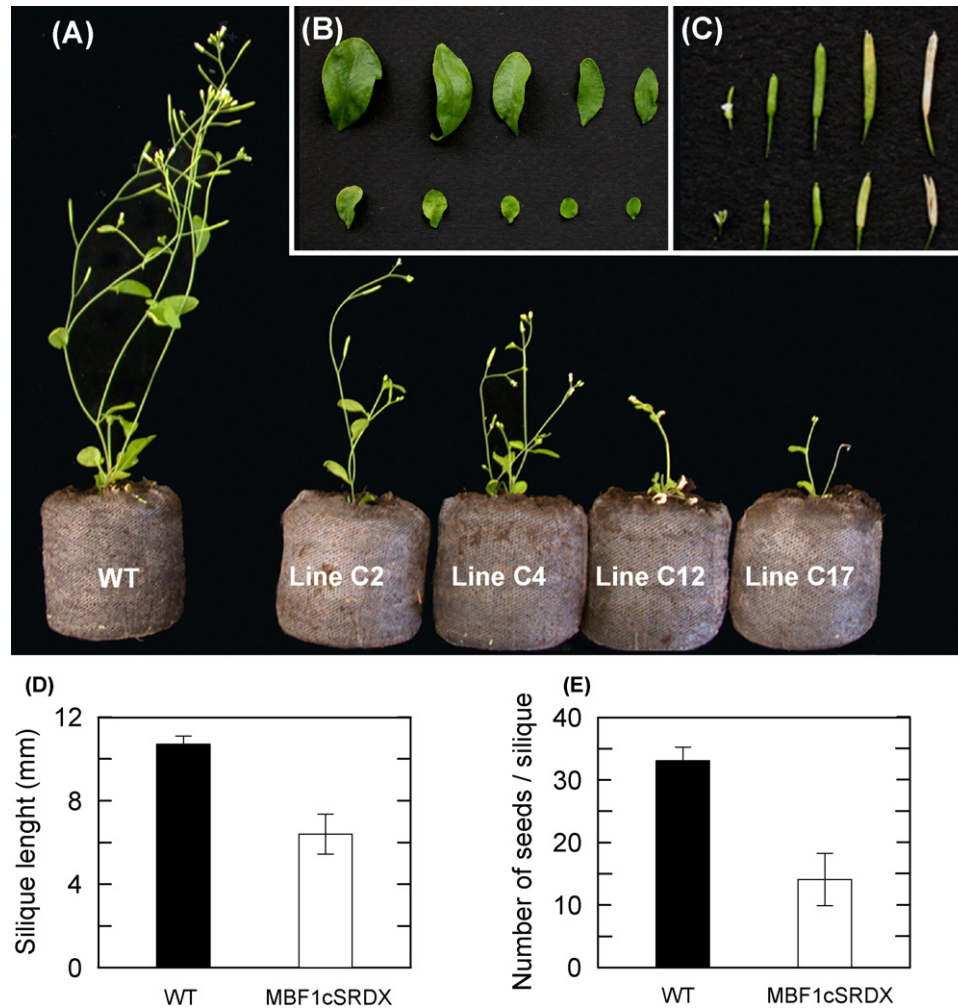 (A)
(B)
(C)
WT
Line C2
Line C4
Line C12
Line C17
(D)
12
8
4
0
Silique lenght (mm)
WT
MBF1cSRDX
(E)
40
30
20
10
0
Number of seeds / silique
WT
MBF1cSRDX